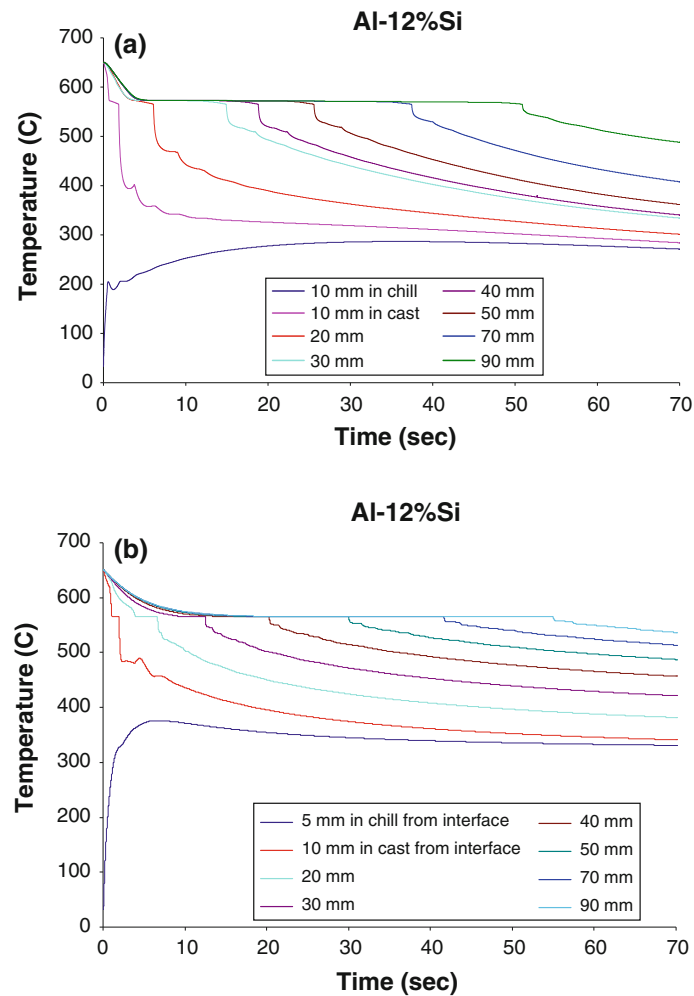 Al-12%Si
(a)
700
600
500
400
300
200
100
0
Temperature (C)
10 mm in chill
10 mm in cast
20 mm
30 mm
40 mm
50 mm
70 mm
90 mm
0 10 20 30 40 50 60 70
Time (sec)
Al-12%Si
(b)
700
600
500
400
300
200
100
0
Temperature (C)
5 mm in chill from interface
10 mm in cast from interface
20 mm
30 mm
40 mm
50 mm
70 mm
90 mm
0 10 20 30 40 50 60 70
Time (sec)